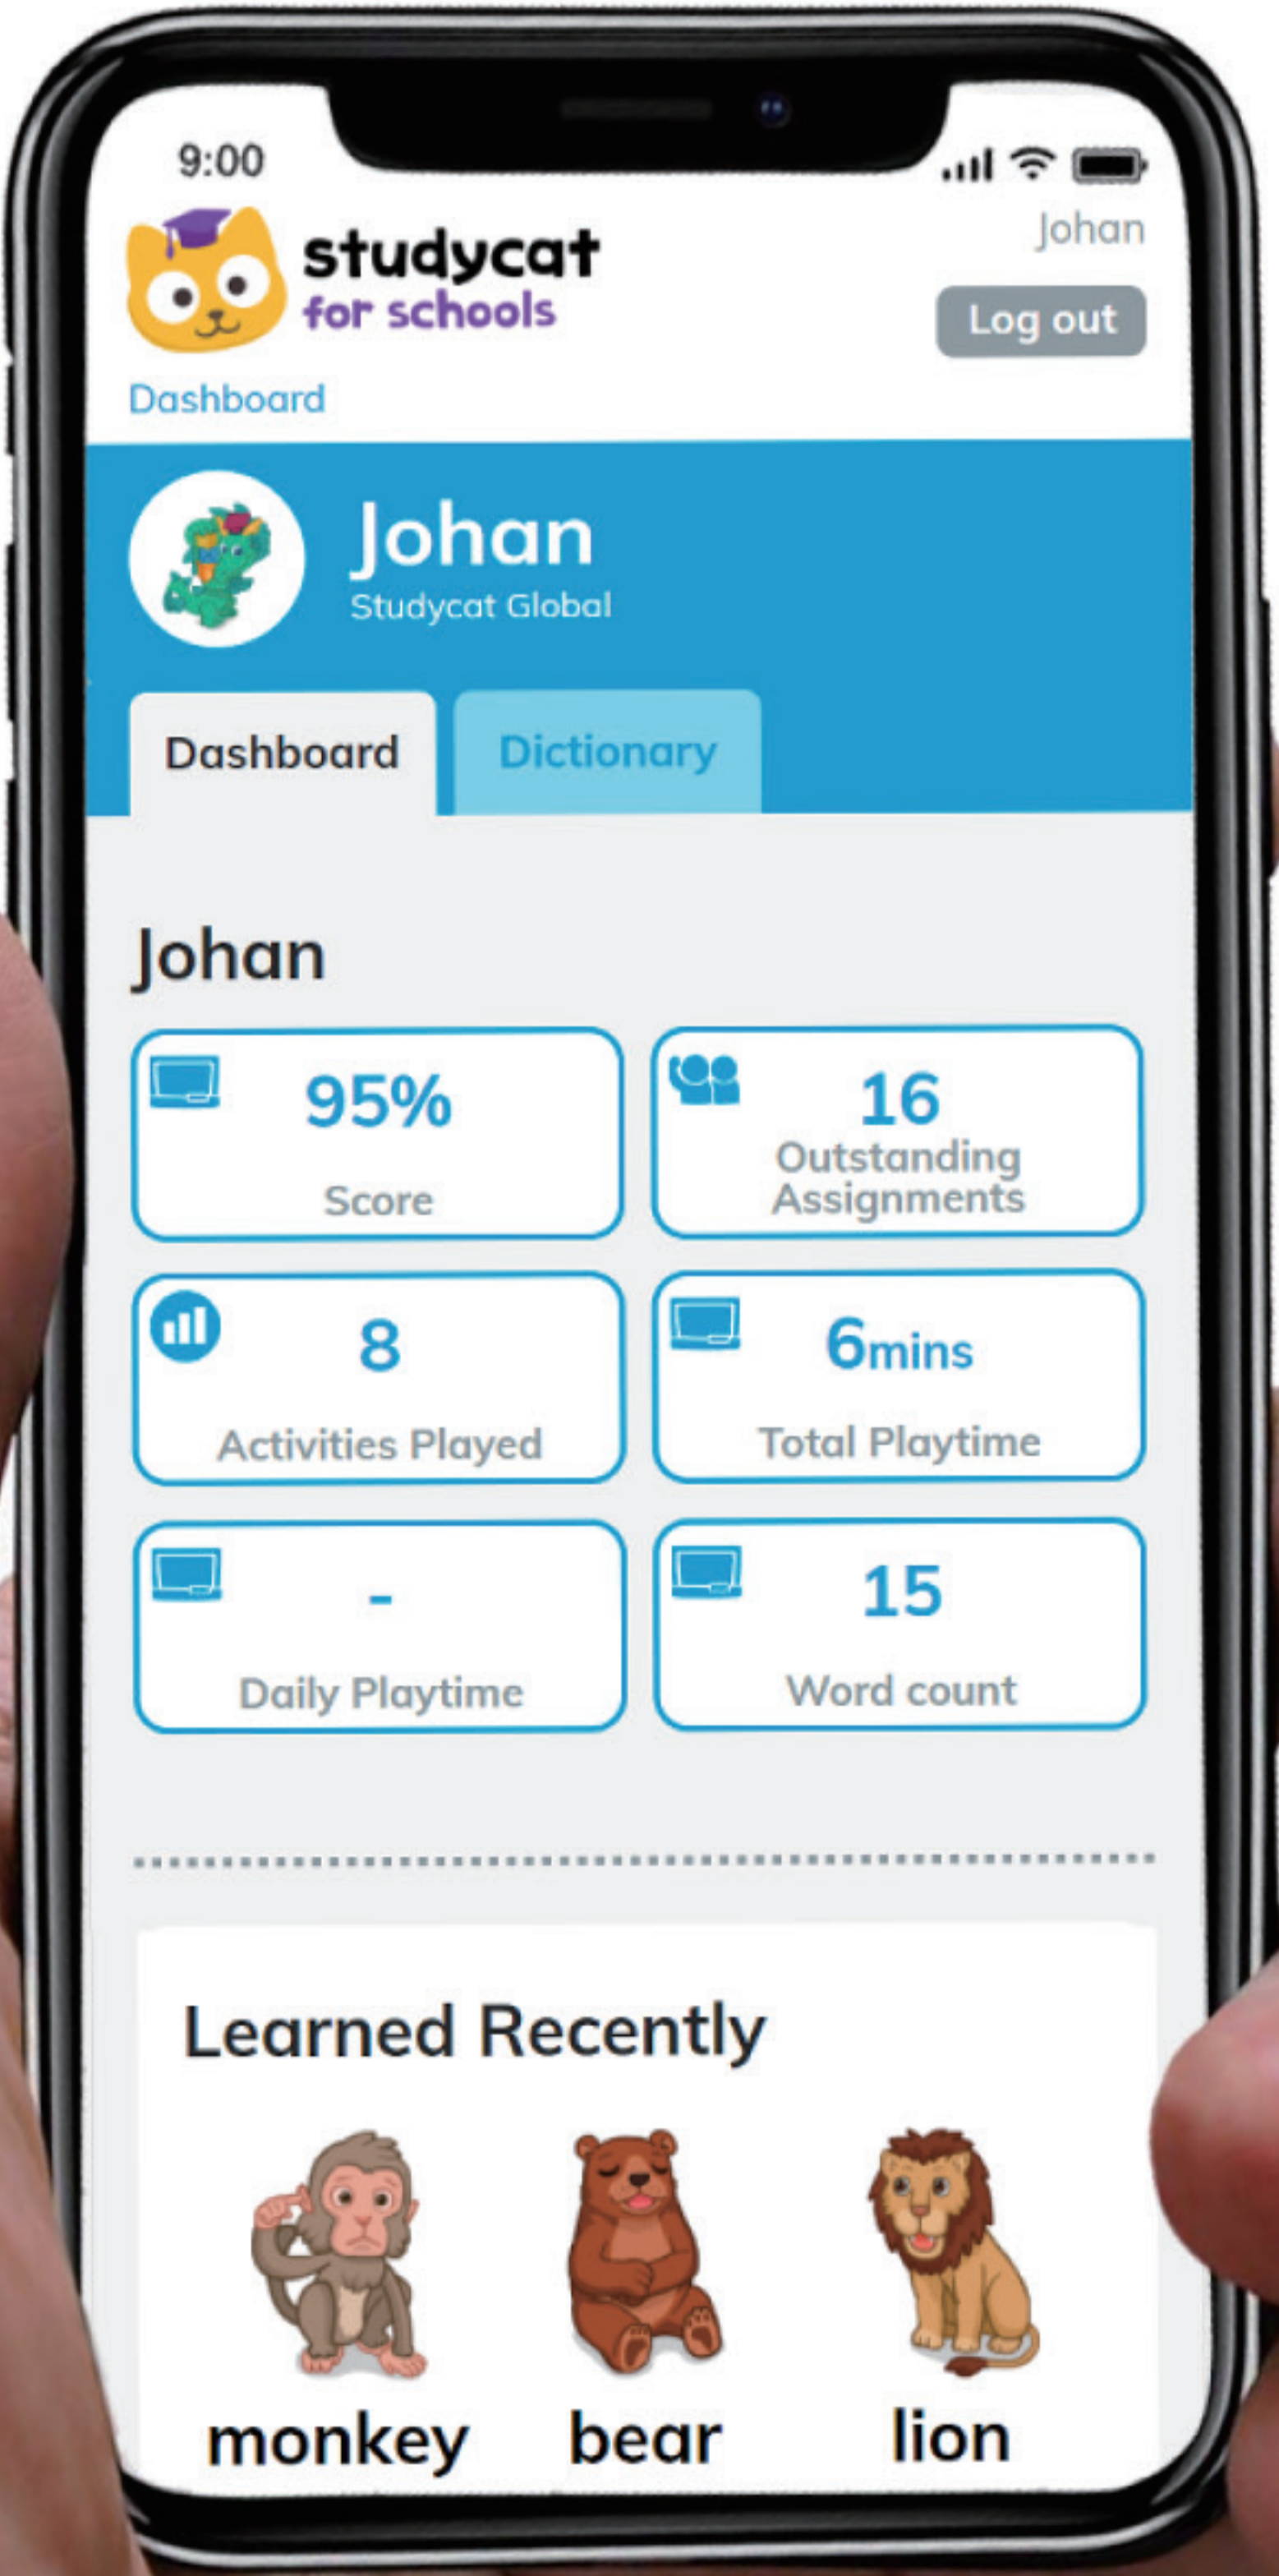 9:00
studycat
for schools
Johan
Log out
Dashboard
Johan
Studycat Global
Dashboard
Dictionary
Johan
95%
Score
16
Outstanding
Assignments
8
Activities Played
6mins
Total Playtime
-
Daily Playtime
15
Word count
Learned Recently
monkey
bear
lion